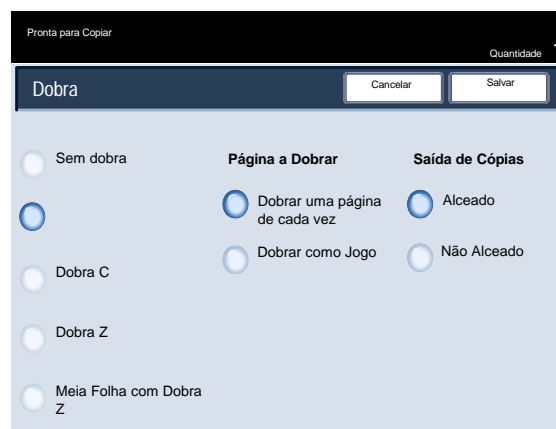 Pronta para Copiar
Quantidade
Dobra
Cancelar
Salvar
Sem dobra
Dobra C
Dobra Z
Meia Folha com Dobra
Z
Página a Dobrar
Dobrar uma página
de cada vez
Dobrar como Jogo
Saída de Cópias
Alceado
Não Alceado